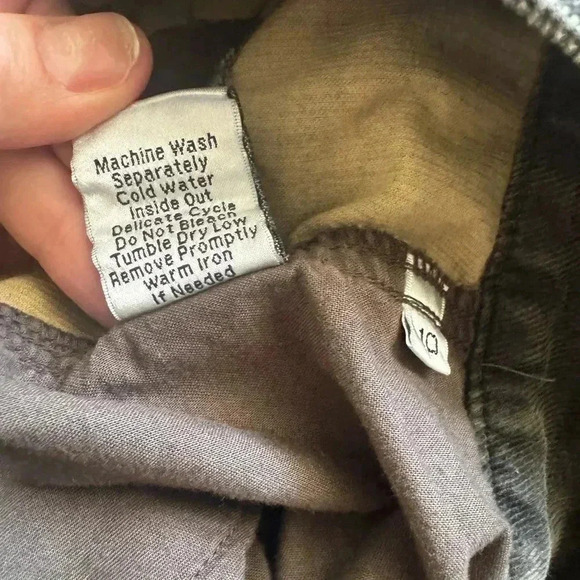 Machine Wash
Separately
Cold Water
Inside Out
Delicate Cycle
Do Not Bleach
Tumble Dry Low
Remove Promptly
Warm Iron
If Needed
10